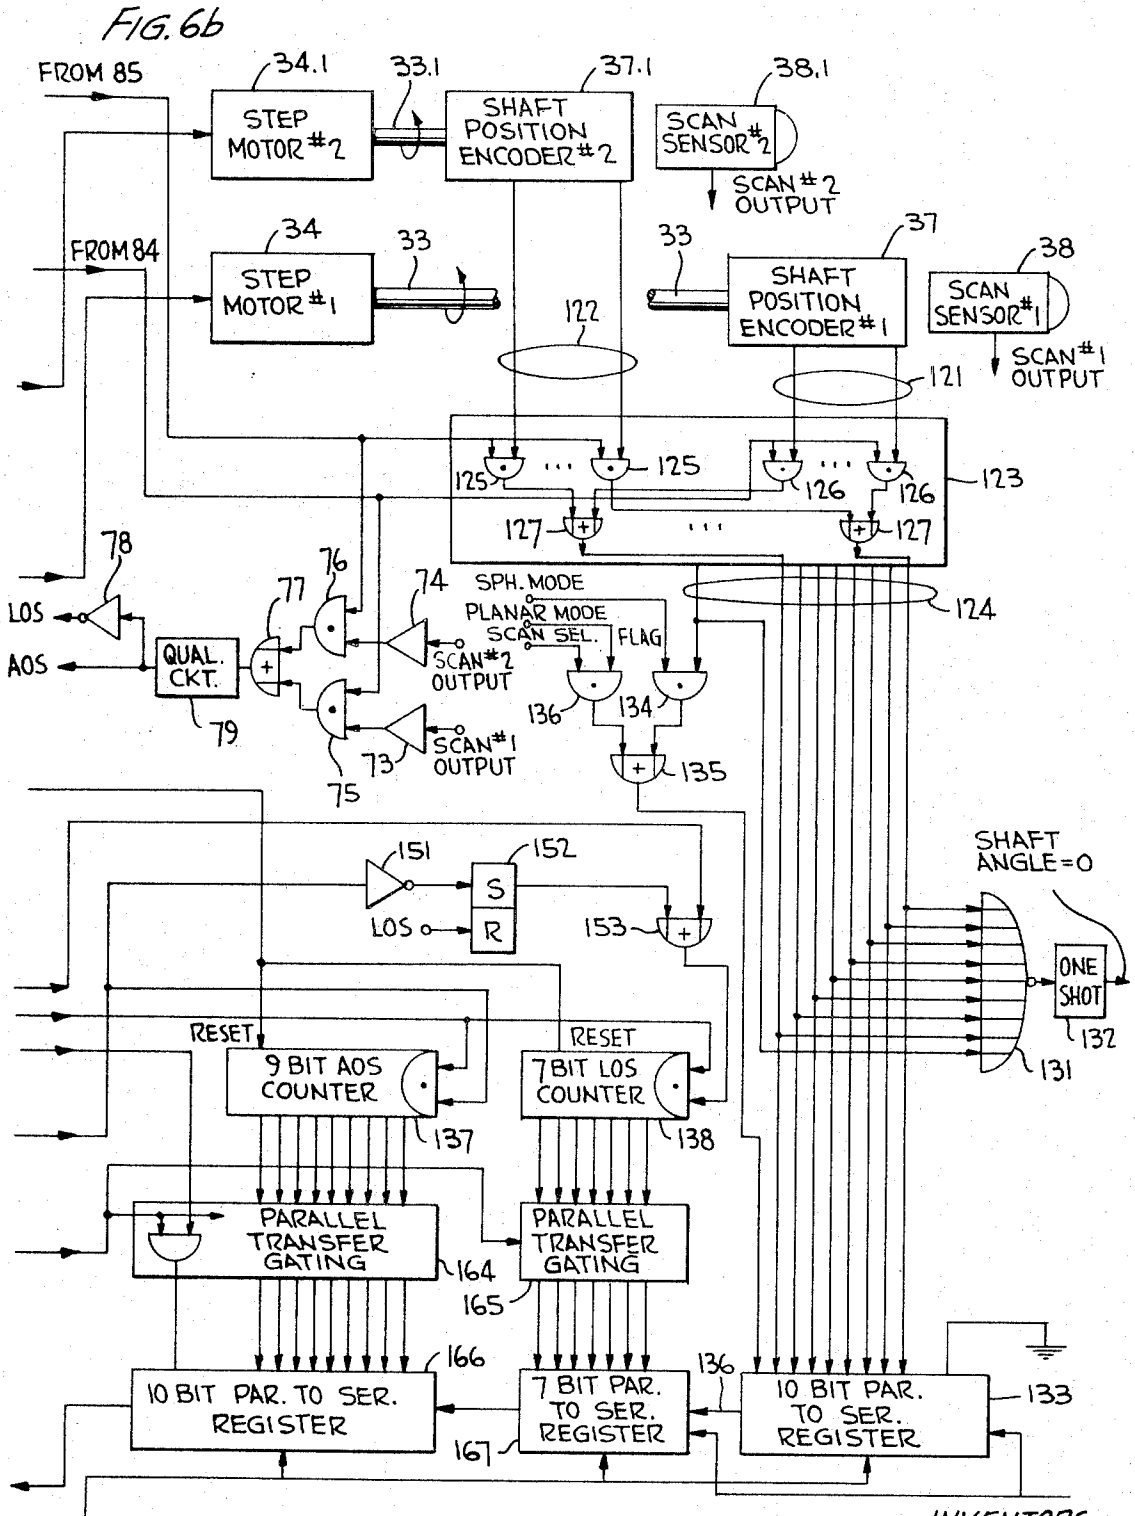 FIG. 6b
FROM 85
34.1
33.1
37.1
38.1
STEP
MOTOR #2
SHAFT
POSITION
ENCODER #2
SCAN
SENSOR #2
SCAN #2
OUTPUT
FROM 84
34
33
33
37
38
STEP
MOTOR #1
SHAFT
POSITION
ENCODER #1
SCAN
SENSOR #1
SCAN #1
OUTPUT
122
121
125
125
126
126
123
127
127
124
78
77
76
74
LOS
AOS
QUAL.
CKT.
79
SCAN #2
OUTPUT
75
73
SCAN #1
OUTPUT
SPH. MODE
PLANAR MODE
SCAN SEL.
FLAG
136
134
135
151
152
S
LOS
R
153
SHAFT
ANGLE=0
ONE
SHOT
132
131
RESET
RESET
9 BIT AOS
COUNTER
7 BIT LOS
COUNTER
137
138
PARALLEL
TRANSFER
GATING
PARALLEL
TRANSFER
GATING
164
165
166
136
133
10 BIT PAR. TO SER.
REGISTER
7 BIT PAR.
TO SER.
REGISTER
10 BIT PAR.
TO SER.
REGISTER
167